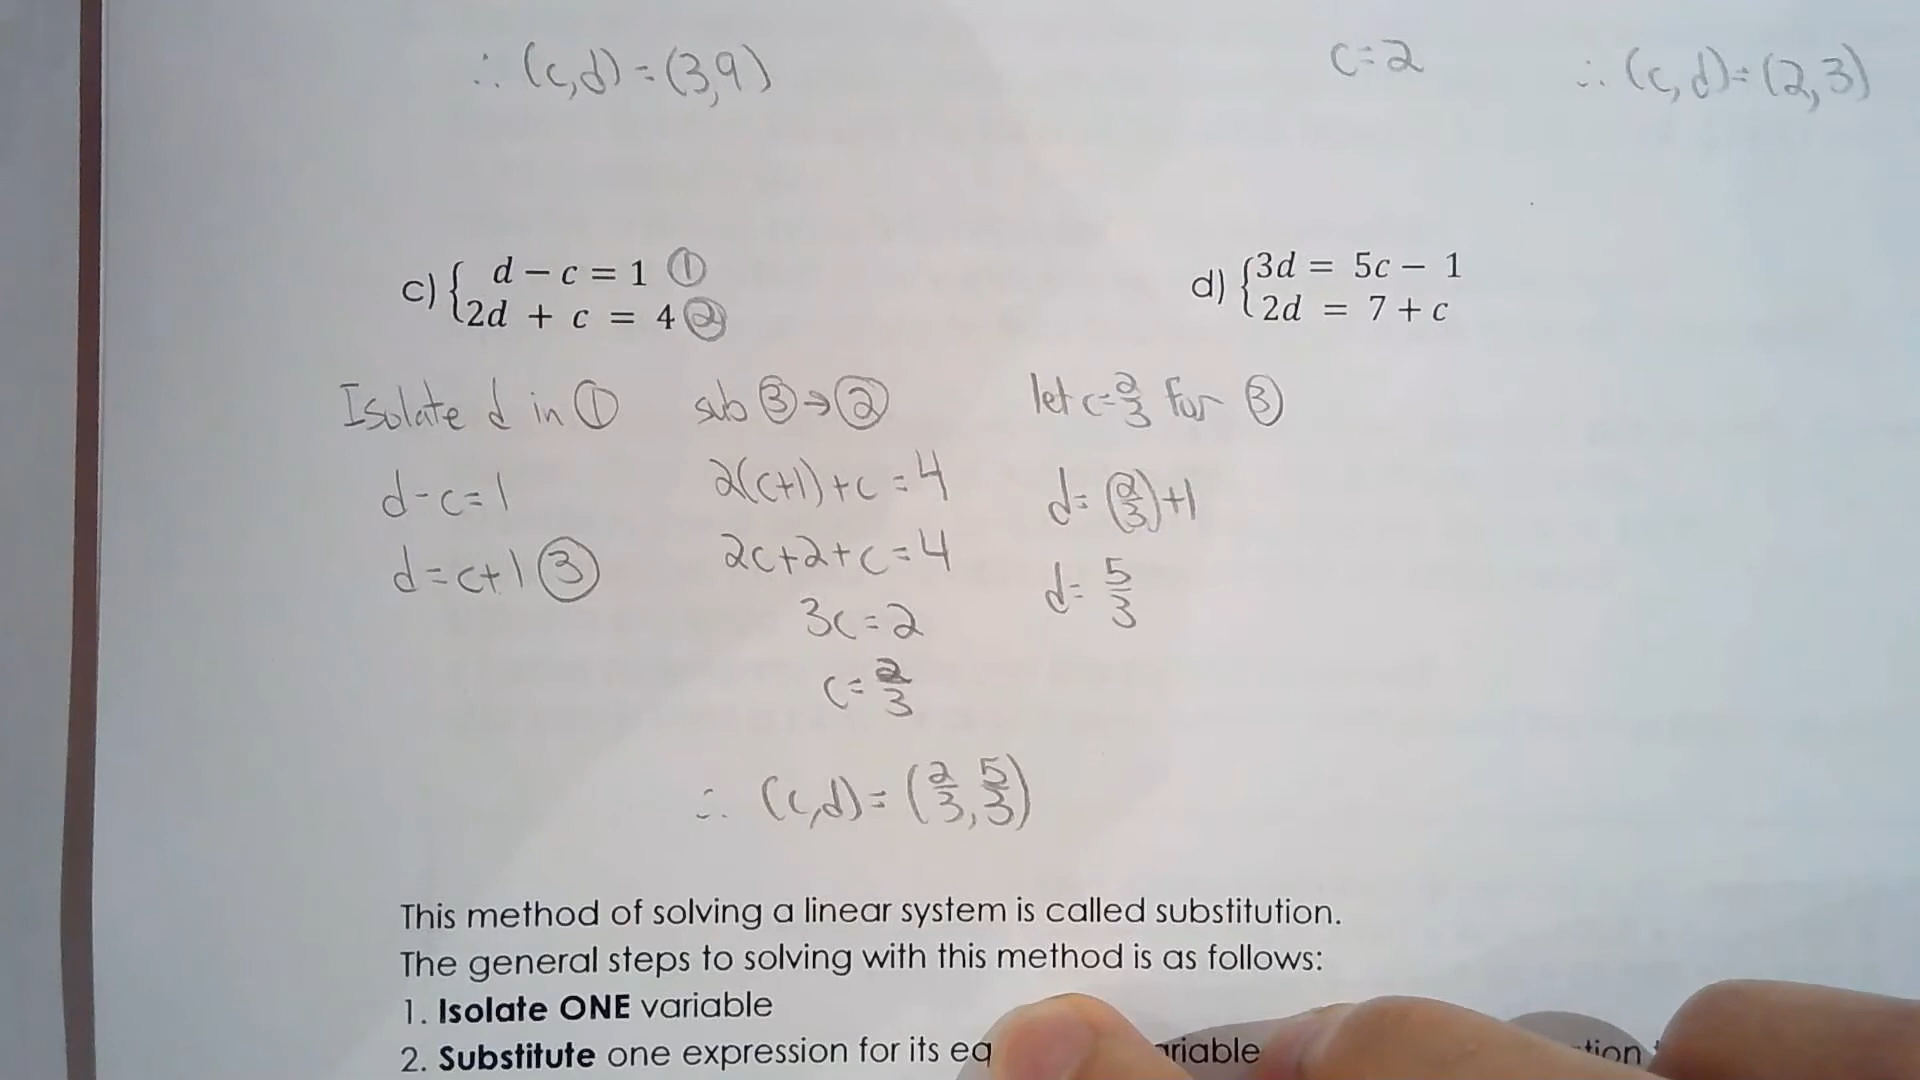 ∴ (c,d) = (3,9)
c=2
∴ (c,d)=(2,3)
c) { d − c = 1 ①
2d + c = 4 ②
d) { 3d = 5c − 1
2d = 7 + c
Isolate d in ①
d-c=1
d=c+1 ③
sub ③→②
2(c+1)+c=4
2c+2+c=4
3c=2
c=2/3
let c=2/3 for ③
d=(2/3)+1
d=5/3
∴ (c,d)=(2/3,5/3)
This method of solving a linear system is called substitution.
The general steps to solving with this method is as follows:
1. Isolate ONE variable
2. Substitute one expression for its eq